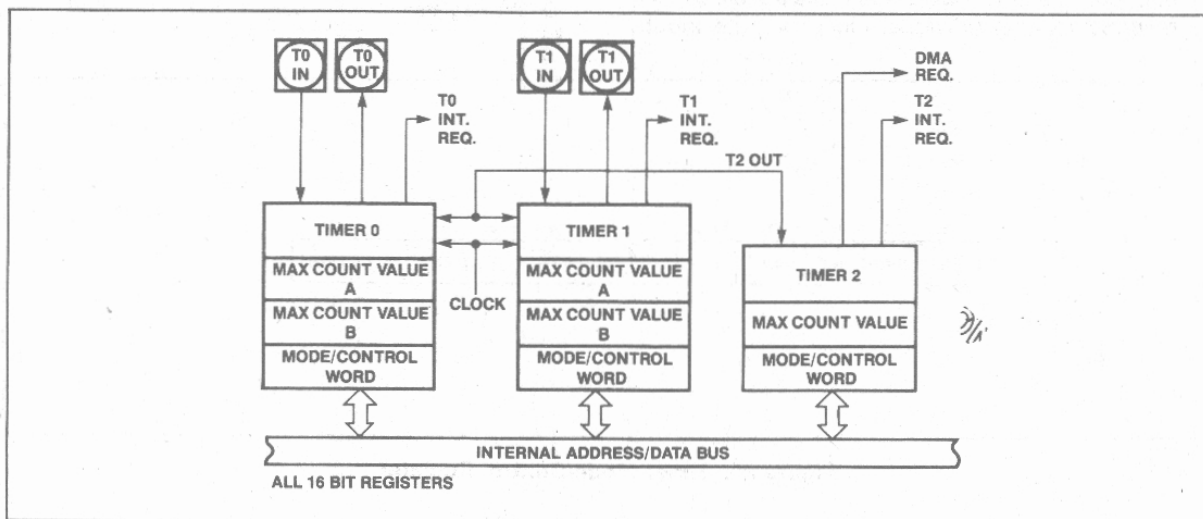 T0
IN
T0
OUT
T1
IN
T1
OUT
DMA
REQ.
T0
INT.
REQ.
T1
INT.
REQ.
T2
INT.
REQ.
T2 OUT
TIMER 0
MAX COUNT VALUE
A
MAX COUNT VALUE
B
MODE/CONTROL
WORD
CLOCK
TIMER 1
MAX COUNT VALUE
A
MAX COUNT VALUE
B
MODE/CONTROL
WORD
TIMER 2
MAX COUNT VALUE
MODE/CONTROL
WORD
INTERNAL ADDRESS/DATA BUS
ALL 16 BIT REGISTERS